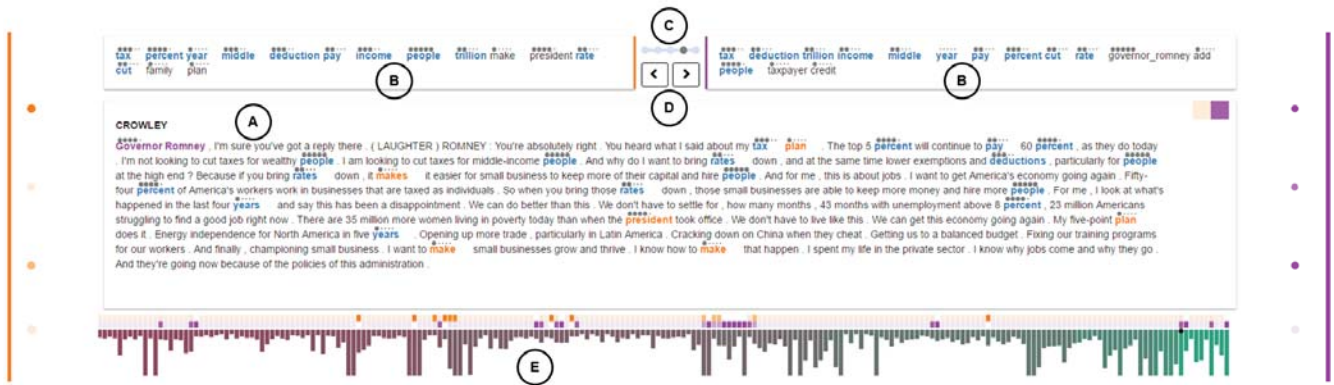 C
tax percent year middle deduction pay income people trillion make president rate
cut family plan
B
< >
D
tax deduction trillion income middle year pay percent cut rate governor_romney add
people taxpayer credit
B
CROWLEY
A
Governor Romney , I'm sure you've got a reply there . ( LAUGHTER ) ROMNEY : You're absolutely right . You heard what I said about my tax plan . The top 5 percent will continue to pay 60 percent , as they do today
. I'm not looking to cut taxes for wealthy people . I am looking to cut taxes for middle-income people . And why do I want to bring rates down , and at the same time lower exemptions and deductions , particularly for people
at the high end ? Because if you bring rates down , it makes it easier for small business to keep more of their capital and hire people . And for me , this is about jobs . I want to get America's economy going again . Fifty-
four percent of America's workers work in businesses that are taxed as individuals . So when you bring those rates down , those small businesses are able to keep more money and hire more people . For me , I look at what's
happened in the last four years and say this has been a disappointment . We can do better than this . We don't have to settle for , how many months , 43 months with unemployment above 8 percent , 23 million Americans
struggling to find a good job right now . There are 35 million more women living in poverty today than when the president took office . We don't have to live like this . We can get this economy going again . My five-point plan
does it . Energy independence for North America in five years . Opening up more trade , particularly in Latin America . Cracking down on China when they cheat . Getting us to a balanced budget . Fixing our training programs
for our workers . And finally , championing small business . I want to make small businesses grow and thrive . I know how to make that happen . I spent my life in the private sector . I know why jobs come and why they go .
And they're going now because of the policies of this administration .
E